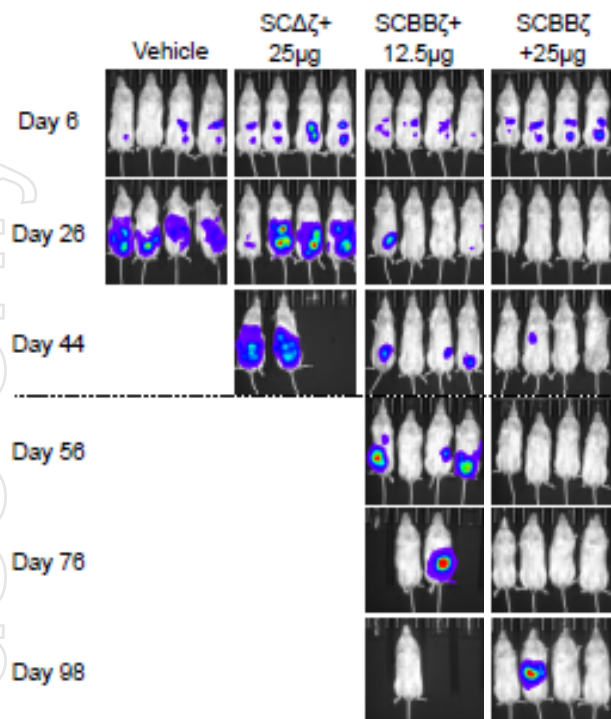 Vehicle
SCΔζ+
25μg
SCBBζ+
12.5μg
SCBBζ
+25μg
Day 6
Day 26
Day 44
Day 56
Day 76
Day 98